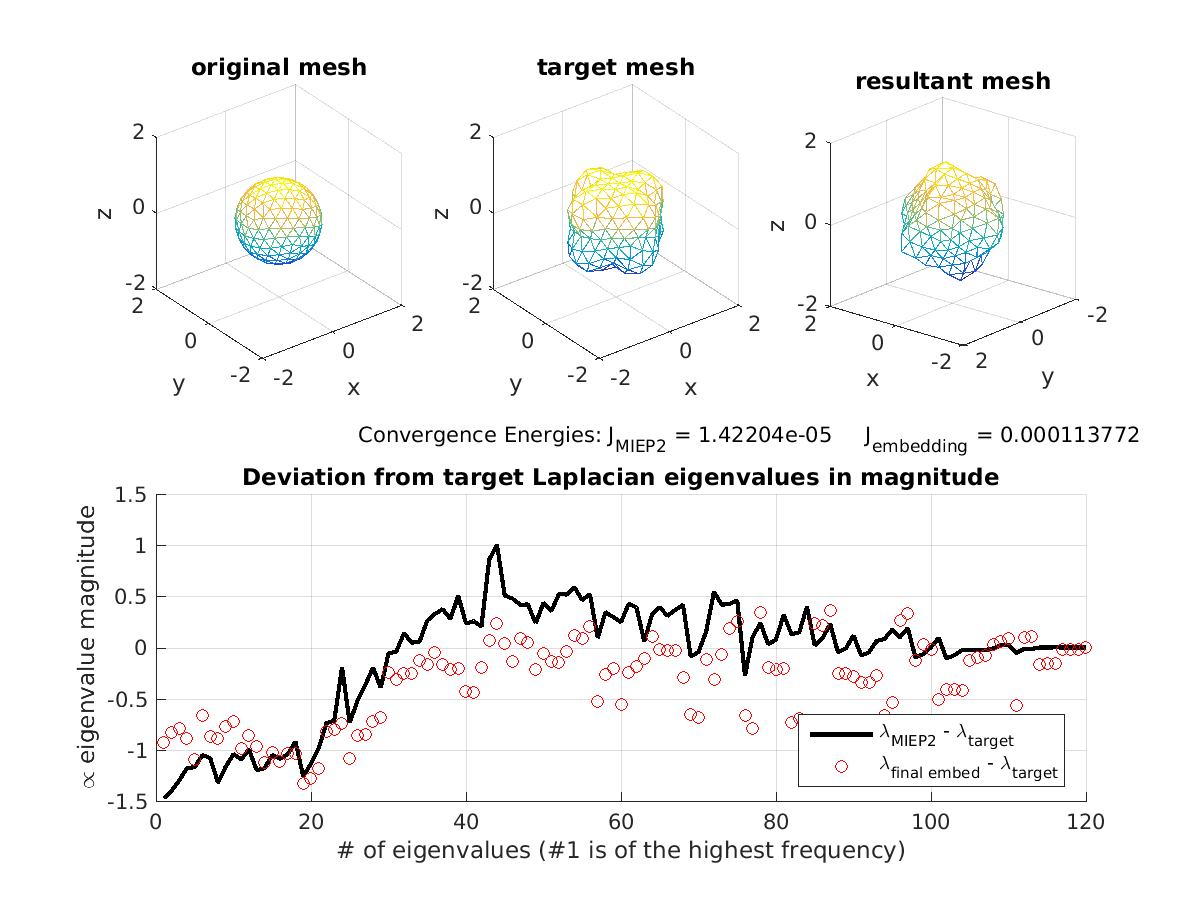 original mesh
target mesh
resultant mesh
2
0
-2
z
2
0
-2
y
-2
0
2
x
2
0
-2
z
2
0
-2
y
-2
0
2
x
2
0
-2
z
2
0
-2
x
2
0
-2
y
Convergence Energies: J_MIEP2 = 1.42204e-05 J_embedding = 0.000113772
Deviation from target Laplacian eigenvalues in magnitude
∝ eigenvalue magnitude
1.5
1
0.5
0
-0.5
-1
-1.5
λ_MIEP2 - λ_target
λ_final embed - λ_target
0 20 40 60 80 100 120
# of eigenvalues (#1 is of the highest frequency)